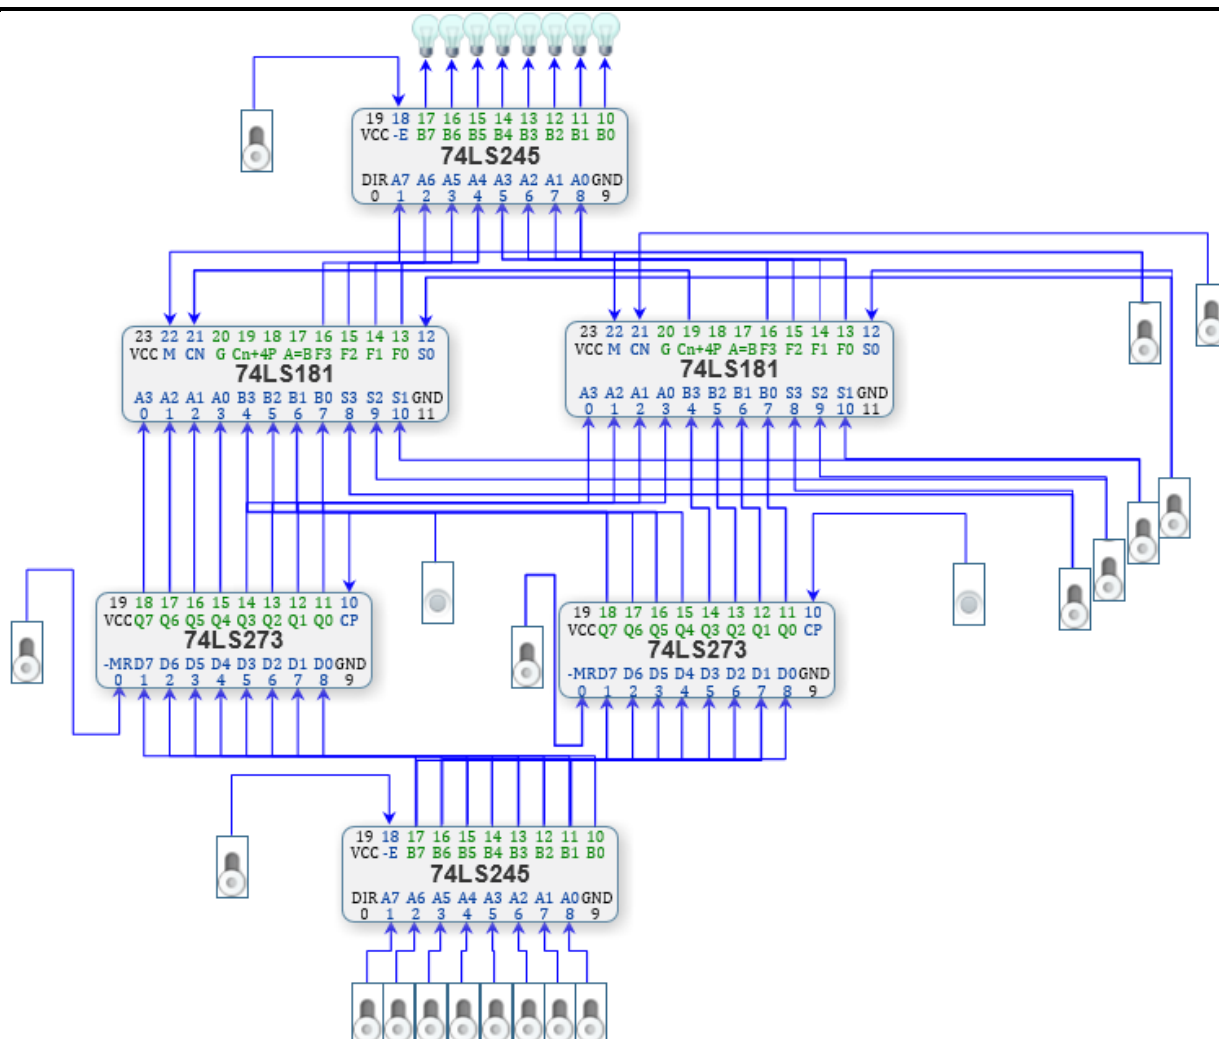 19 18 17 16 15 14 13 12 11 10
VCC -E B7 B6 B5 B4 B3 B2 B1 B0
74LS245
DIR A7 A6 A5 A4 A3 A2 A1 A0 GND
0 1 2 3 4 5 6 7 8 9
23 22 21 20 19 18 17 16 15 14 13 12
VCC M CN G Cn+4P A=B F3 F2 F1 F0 S0
74LS181
A3 A2 A1 A0 B3 B2 B1 B0 S3 S2 S1 GND
0 1 2 3 4 5 6 7 8 9 10 11
23 22 21 20 19 18 17 16 15 14 13 12
VCC M CN G Cn+4P A=B F3 F2 F1 F0 S0
74LS181
A3 A2 A1 A0 B3 B2 B1 B0 S3 S2 S1 GND
0 1 2 3 4 5 6 7 8 9 10 11
19 18 17 16 15 14 13 12 11 10
VCC Q7 Q6 Q5 Q4 Q3 Q2 Q1 Q0 CP
74LS273
-MR D7 D6 D5 D4 D3 D2 D1 D0 GND
0 1 2 3 4 5 6 7 8 9
19 18 17 16 15 14 13 12 11 10
VCC Q7 Q6 Q5 Q4 Q3 Q2 Q1 Q0 CP
74LS273
-MR D7 D6 D5 D4 D3 D2 D1 D0 GND
0 1 2 3 4 5 6 7 8 9
19 18 17 16 15 14 13 12 11 10
VCC -E B7 B6 B5 B4 B3 B2 B1 B0
74LS245
DIR A7 A6 A5 A4 A3 A2 A1 A0 GND
0 1 2 3 4 5 6 7 8 9